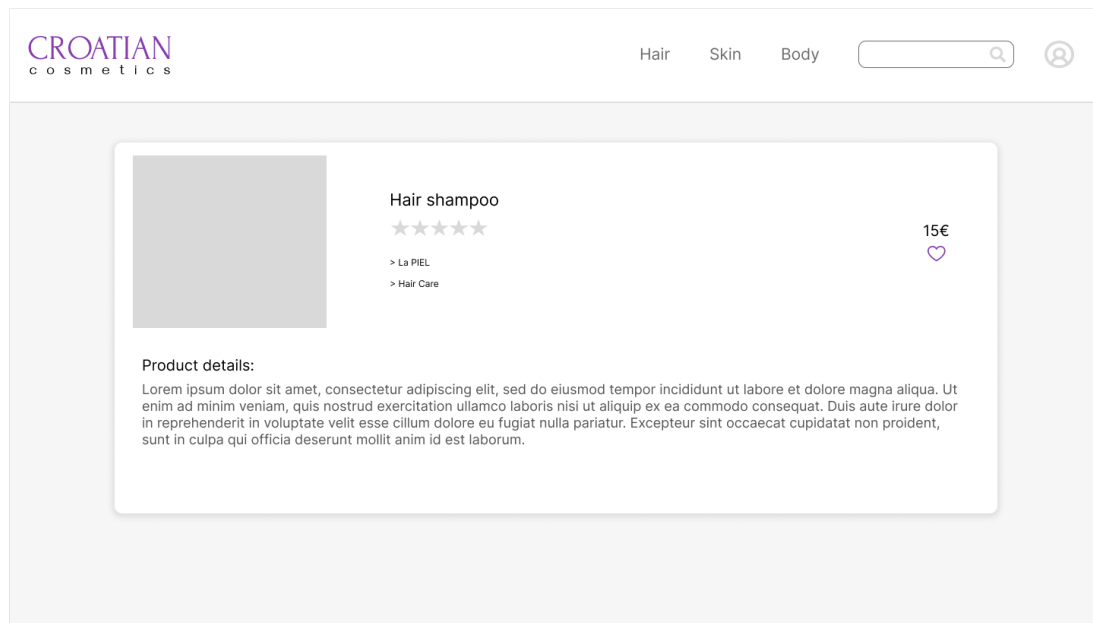 CROATIAN
cosmetics
Hair Skin Body
Hair shampoo
15€
> La PIEL
> Hair Care
Product details:
Lorem ipsum dolor sit amet, consectetur adipiscing elit, sed do eiusmod tempor incididunt ut labore et dolore magna aliqua. Ut
enim ad minim veniam, quis nostrud exercitation ullamco laboris nisi ut aliquip ex ea commodo consequat. Duis aute irure dolor
in reprehenderit in voluptate velit esse cillum dolore eu fugiat nulla pariatur. Excepteur sint occaecat cupidatat non proident,
sunt in culpa qui officia deserunt mollit anim id est laborum.